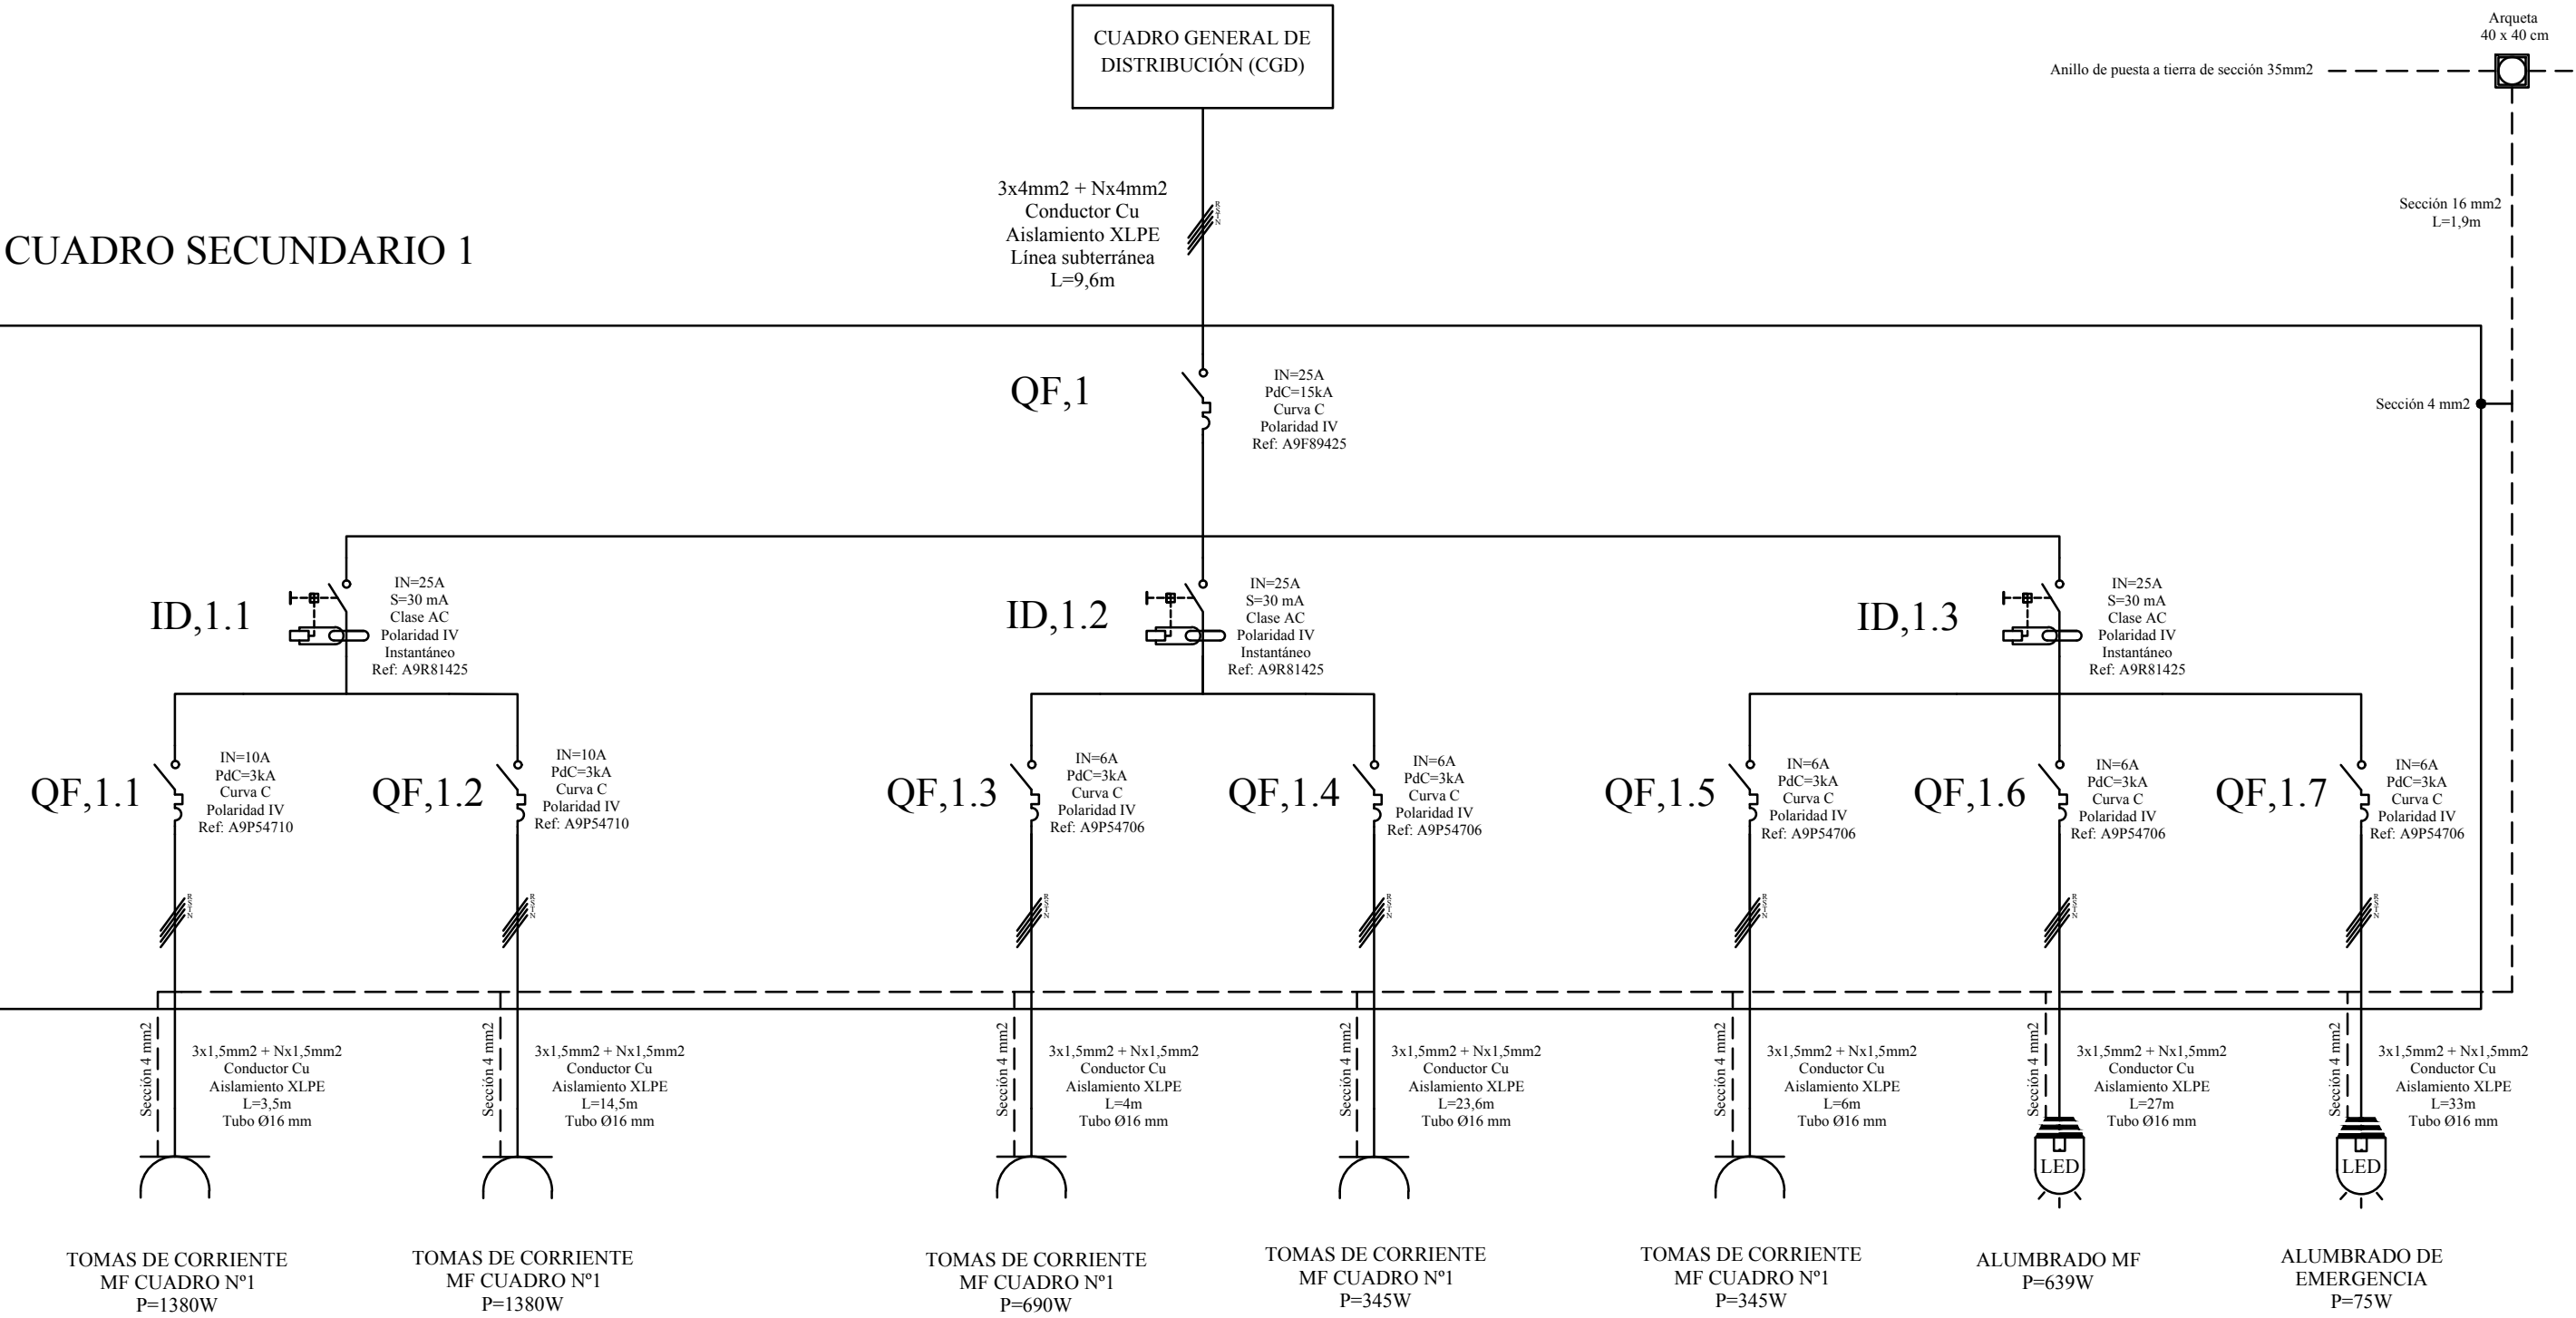 CUADRO GENERAL DE
DISTRIBUCIÓN (CGD)
Arqueta
40 x 40 cm
Anillo de puesta a tierra de sección 35mm2
3x4mm2 + Nx4mm2
Conductor Cu
Aislamiento XLPE
Línea subterránea
L=9,6m
Sección 16 mm2
L=1,9m
CUADRO SECUNDARIO 1
QF,1
IN=25A
PdC=15kA
Curva C
Polaridad IV
Ref: A9F89425
Sección 4 mm2
ID,1.1
IN=25A
S=30 mA
Clase AC
Polaridad IV
Instantáneo
Ref: A9R81425
ID,1.2
IN=25A
S=30 mA
Clase AC
Polaridad IV
Instantáneo
Ref: A9R81425
ID,1.3
IN=25A
S=30 mA
Clase AC
Polaridad IV
Instantáneo
Ref: A9R81425
QF,1.1
IN=10A
PdC=3kA
Curva C
Polaridad IV
Ref: A9P54710
QF,1.2
IN=10A
PdC=3kA
Curva C
Polaridad IV
Ref: A9P54710
QF,1.3
IN=6A
PdC=3kA
Curva C
Polaridad IV
Ref: A9P54706
QF,1.4
IN=6A
PdC=3kA
Curva C
Polaridad IV
Ref: A9P54706
QF,1.5
IN=6A
PdC=3kA
Curva C
Polaridad IV
Ref: A9P54706
QF,1.6
IN=6A
PdC=3kA
Curva C
Polaridad IV
Ref: A9P54706
QF,1.7
IN=6A
PdC=3kA
Curva C
Polaridad IV
Ref: A9P54706
Sección 4 mm2
3x1,5mm2 + Nx1,5mm2
Conductor Cu
Aislamiento XLPE
L=3,5m
Tubo Ø16 mm
Sección 4 mm2
3x1,5mm2 + Nx1,5mm2
Conductor Cu
Aislamiento XLPE
L=14,5m
Tubo Ø16 mm
Sección 4 mm2
3x1,5mm2 + Nx1,5mm2
Conductor Cu
Aislamiento XLPE
L=4m
Tubo Ø16 mm
Sección 4 mm2
3x1,5mm2 + Nx1,5mm2
Conductor Cu
Aislamiento XLPE
L=23,6m
Tubo Ø16 mm
Sección 4 mm2
3x1,5mm2 + Nx1,5mm2
Conductor Cu
Aislamiento XLPE
L=6m
Tubo Ø16 mm
Sección 4 mm2
3x1,5mm2 + Nx1,5mm2
Conductor Cu
Aislamiento XLPE
L=27m
Tubo Ø16 mm
Sección 4 mm2
3x1,5mm2 + Nx1,5mm2
Conductor Cu
Aislamiento XLPE
L=33m
Tubo Ø16 mm
LED
LED
TOMAS DE CORRIENTE
MF CUADRO Nº1
P=1380W
TOMAS DE CORRIENTE
MF CUADRO Nº1
P=1380W
TOMAS DE CORRIENTE
MF CUADRO Nº1
P=690W
TOMAS DE CORRIENTE
MF CUADRO Nº1
P=345W
TOMAS DE CORRIENTE
MF CUADRO Nº1
P=345W
ALUMBRADO MF
P=639W
ALUMBRADO DE
EMERGENCIA
P=75W